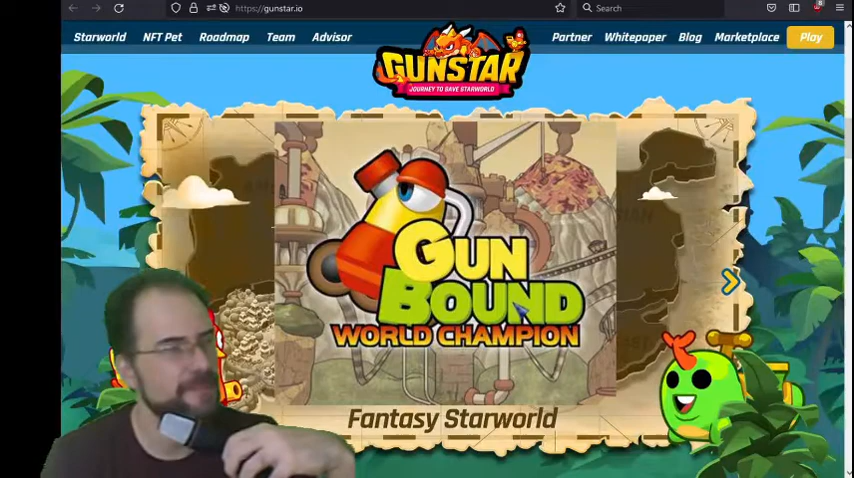 https://gunstar.io
Search
8
Starworld NFT Pet Roadmap Team Advisor
Partner Whitepaper Blog Marketplace Play
GUNSTAR
JOURNEY TO SAVE STARWORLD
GUN
BOUND
WORLD CHAMPION
Fantasy Starworld